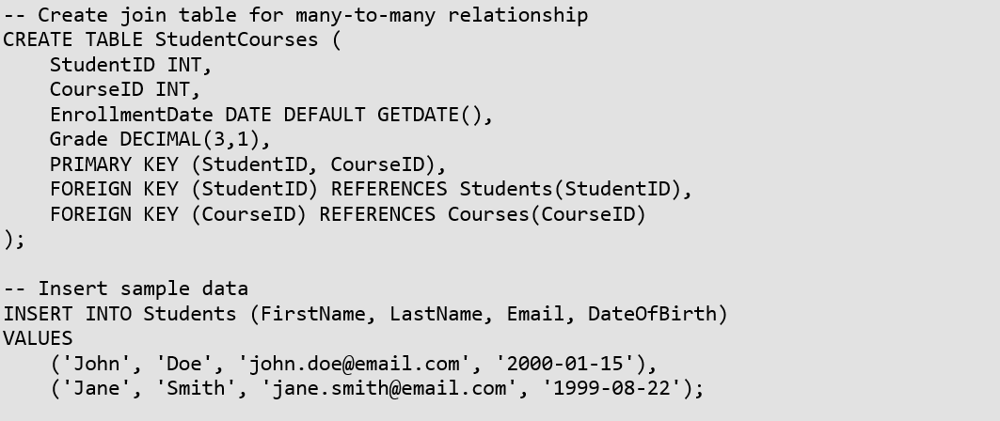 -- Create join table for many-to-many relationship
CREATE TABLE StudentCourses (
    StudentID INT,
    CourseID INT,
    EnrollmentDate DATE DEFAULT GETDATE(),
    Grade DECIMAL(3,1),
    PRIMARY KEY (StudentID, CourseID),
    FOREIGN KEY (StudentID) REFERENCES Students(StudentID),
    FOREIGN KEY (CourseID) REFERENCES Courses(CourseID)
);

-- Insert sample data
INSERT INTO Students (FirstName, LastName, Email, DateOfBirth)
VALUES
    ('John', 'Doe', 'john.doe@email.com', '2000-01-15'),
    ('Jane', 'Smith', 'jane.smith@email.com', '1999-08-22');